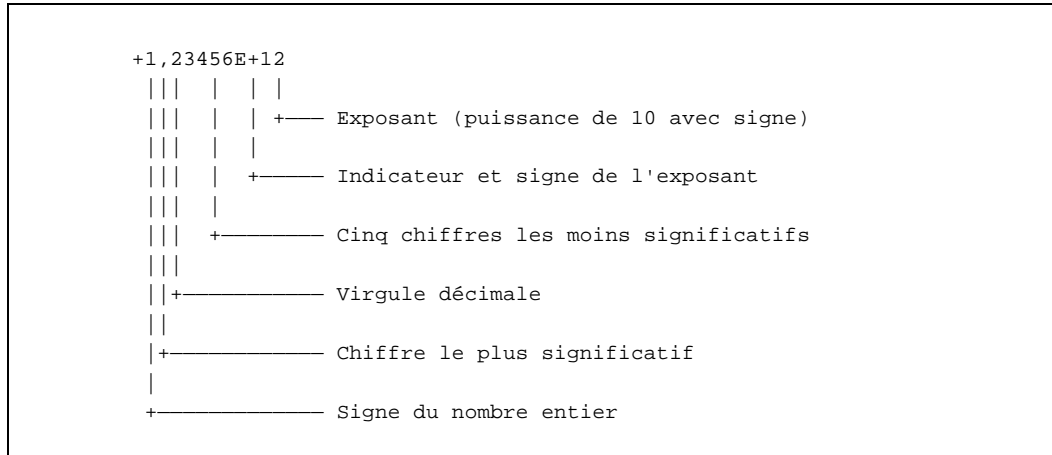 +1,23456E+12
Exposant (puissance de 10 avec signe)
Indicateur et signe de l'exposant
Cinq chiffres les moins significatifs
Virgule décimale
Chiffre le plus significatif
Signe du nombre entier